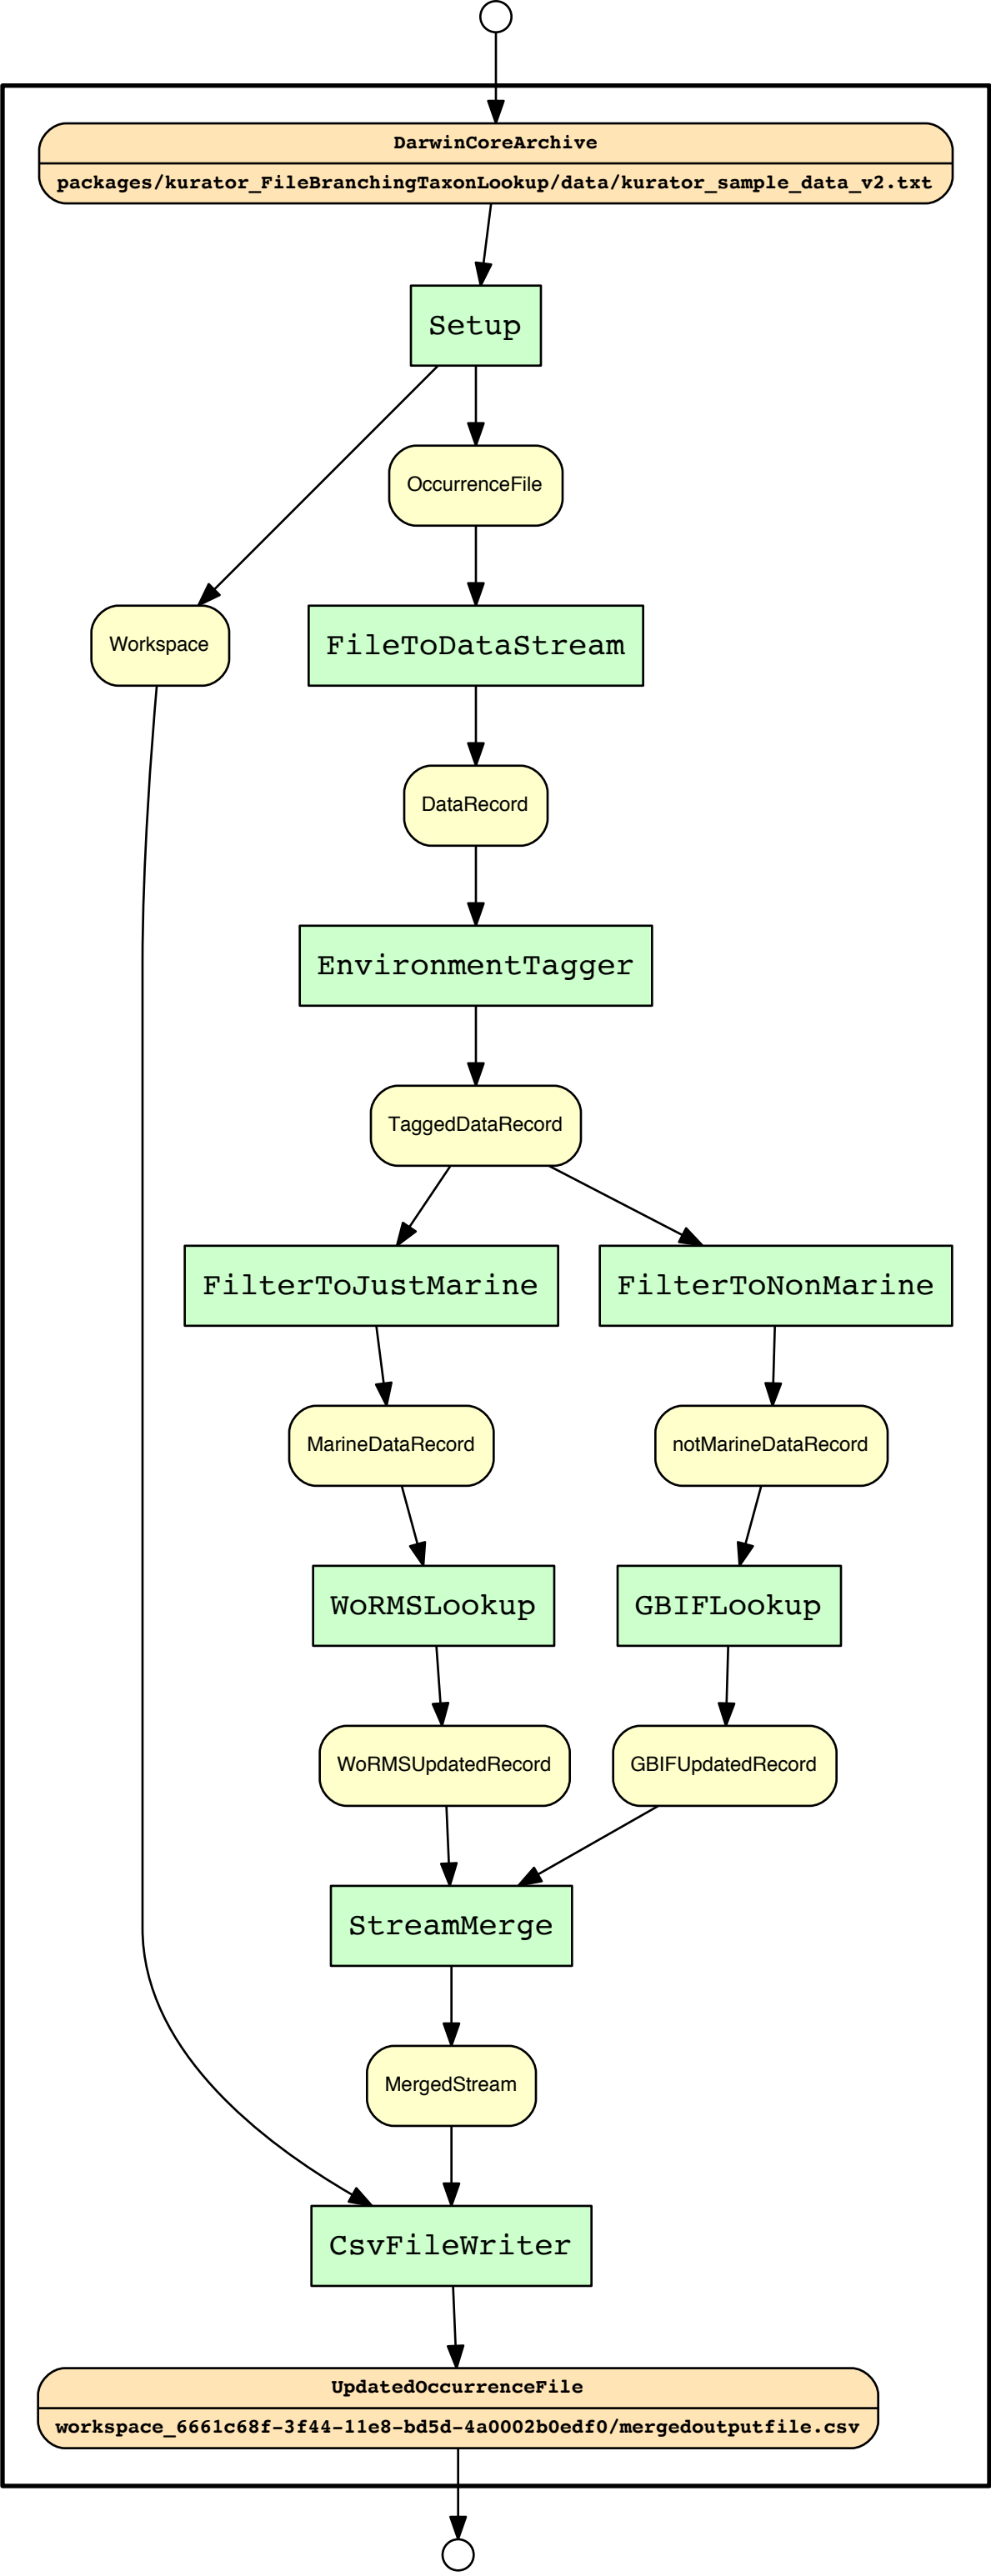 DarwinCoreArchive
packages/kurator_FileBranchingTaxonLookup/data/kurator_sample_data_v2.txt
Setup
OccurrenceFile
Workspace
FileToDataStream
DataRecord
EnvironmentTagger
TaggedDataRecord
FilterToJustMarine
FilterToNonMarine
MarineDataRecord
notMarineDataRecord
WoRMSLookup
GBIFLookup
WoRMSUpdatedRecord
GBIFUpdatedRecord
StreamMerge
MergedStream
CsvFileWriter
UpdatedOccurrenceFile
workspace_6661c68f-3f44-11e8-bd5d-4a0002b0edf0/mergedoutputfile.csv